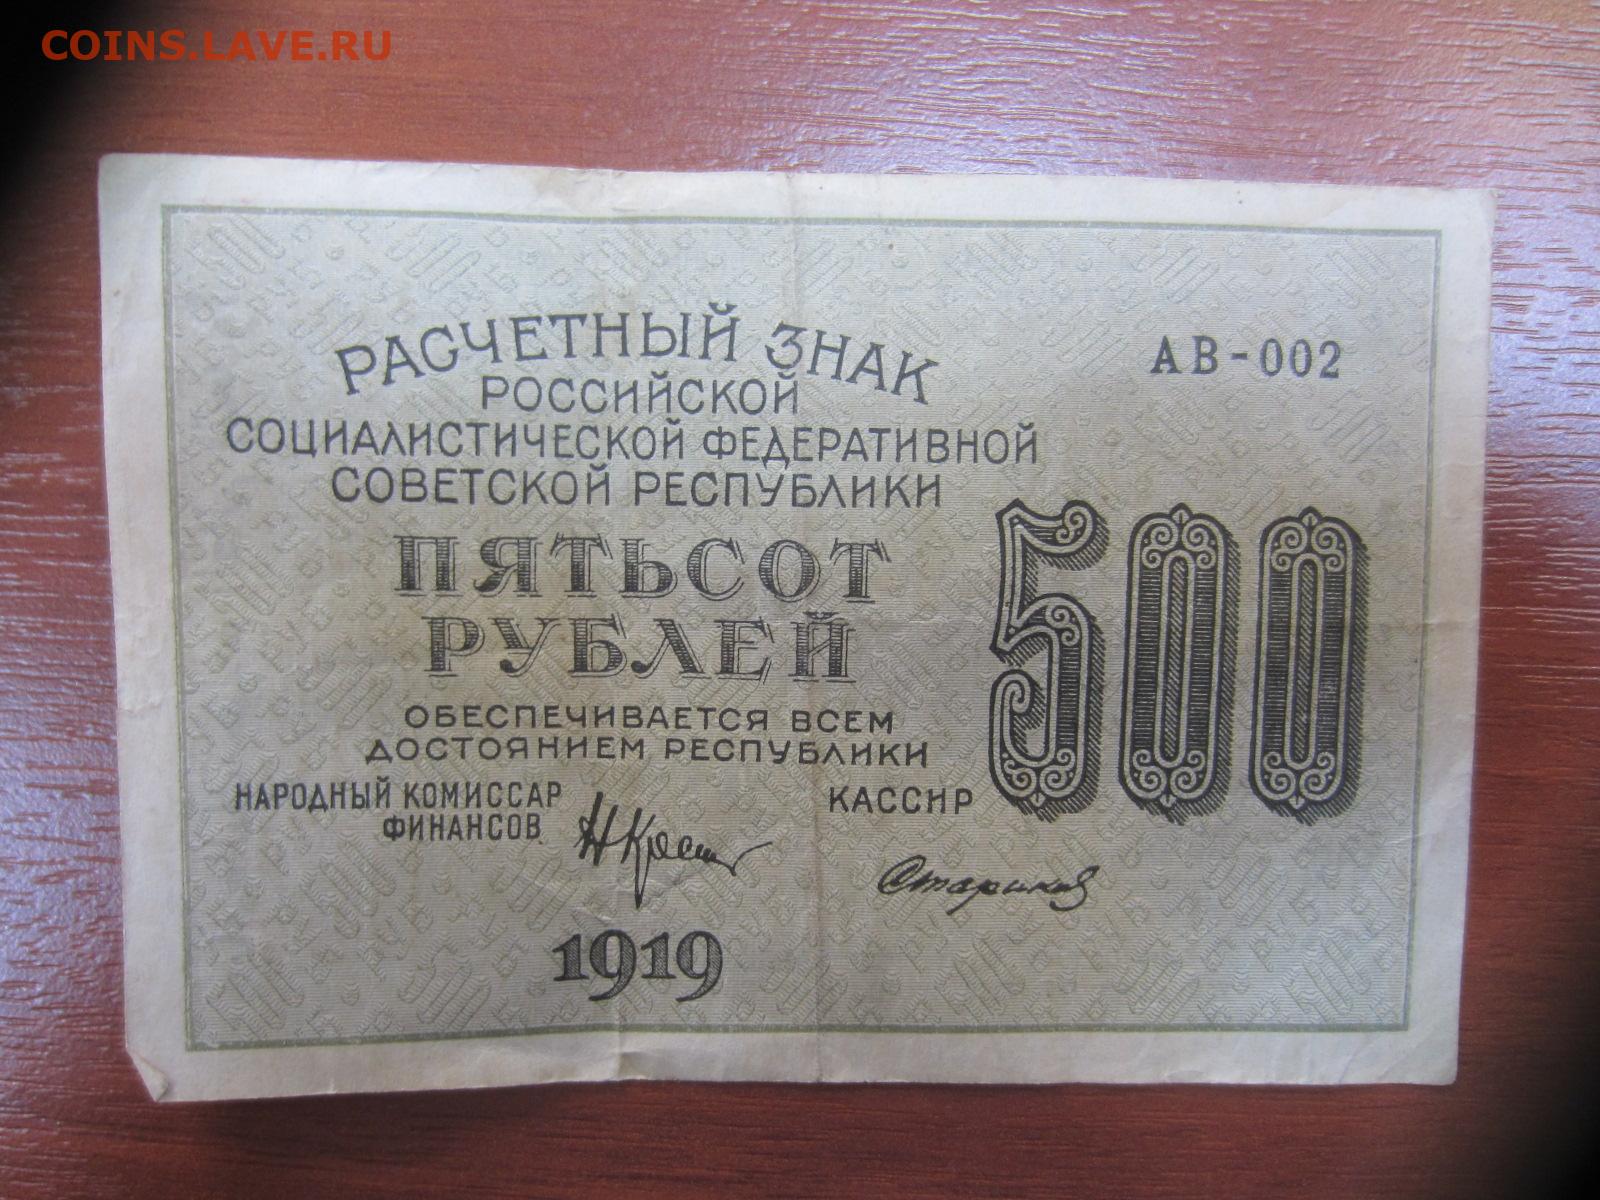 COINS.LAVE.RU
РАСЧЕТНЫЙ ЗНАК
АВ-002
РОССИЙСКОЙ
СОЦИАЛИСТИЧЕСКОЙ ФЕДЕРАТИВНОЙ
СОВЕТСКОЙ РЕСПУБЛИКИ
ПЯТЬСОТ
РУБЛЕЙ
500
ОБЕСПЕЧИВАЕТСЯ ВСЕМ
ДОСТОЯНИЕМ РЕСПУБЛИКИ
НАРОДНЫЙ КОМИССАР
ФИНАНСОВ
КАССИР
Стариков
1919